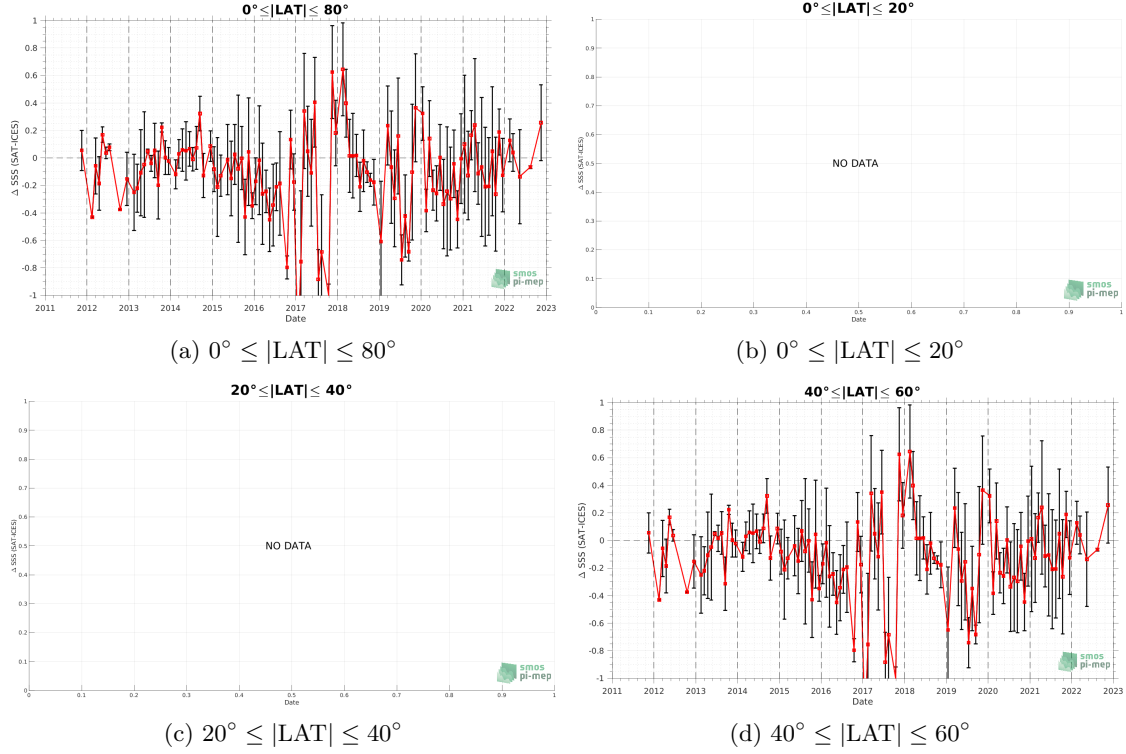 0°≤|LAT|≤ 80°
Δ SSS (SAT-ICES)
1
0.8
0.6
0.4
0.2
0
-0.2
-0.4
-0.6
-0.8
-1
2011 2012 2013 2014 2015 2016 2017 2018 2019 2020 2021 2022 2023
Date
smos
pi-mep
(a) 0° ≤ |LAT| ≤ 80°
0°≤|LAT|≤ 20°
Δ SSS (SAT-ICES)
1
0.9
0.8
0.7
0.6
0.5
0.4
0.3
0.2
0.1
0
NO DATA
0 0.1 0.2 0.3 0.4 0.5 0.6 0.7 0.8 0.9 1
Date
smos
pi-mep
(b) 0° ≤ |LAT| ≤ 20°
20°≤|LAT|≤ 40°
Δ SSS (SAT-ICES)
1
0.9
0.8
0.7
0.6
0.5
0.4
0.3
0.2
0.1
0
NO DATA
0 0.1 0.2 0.3 0.4 0.5 0.6 0.7 0.8 0.9 1
Date
smos
pi-mep
(c) 20° ≤ |LAT| ≤ 40°
40°≤|LAT|≤ 60°
Δ SSS (SAT-ICES)
1
0.8
0.6
0.4
0.2
0
-0.2
-0.4
-0.6
-0.8
-1
2011 2012 2013 2014 2015 2016 2017 2018 2019 2020 2021 2022 2023
Date
smos
pi-mep
(d) 40° ≤ |LAT| ≤ 60°